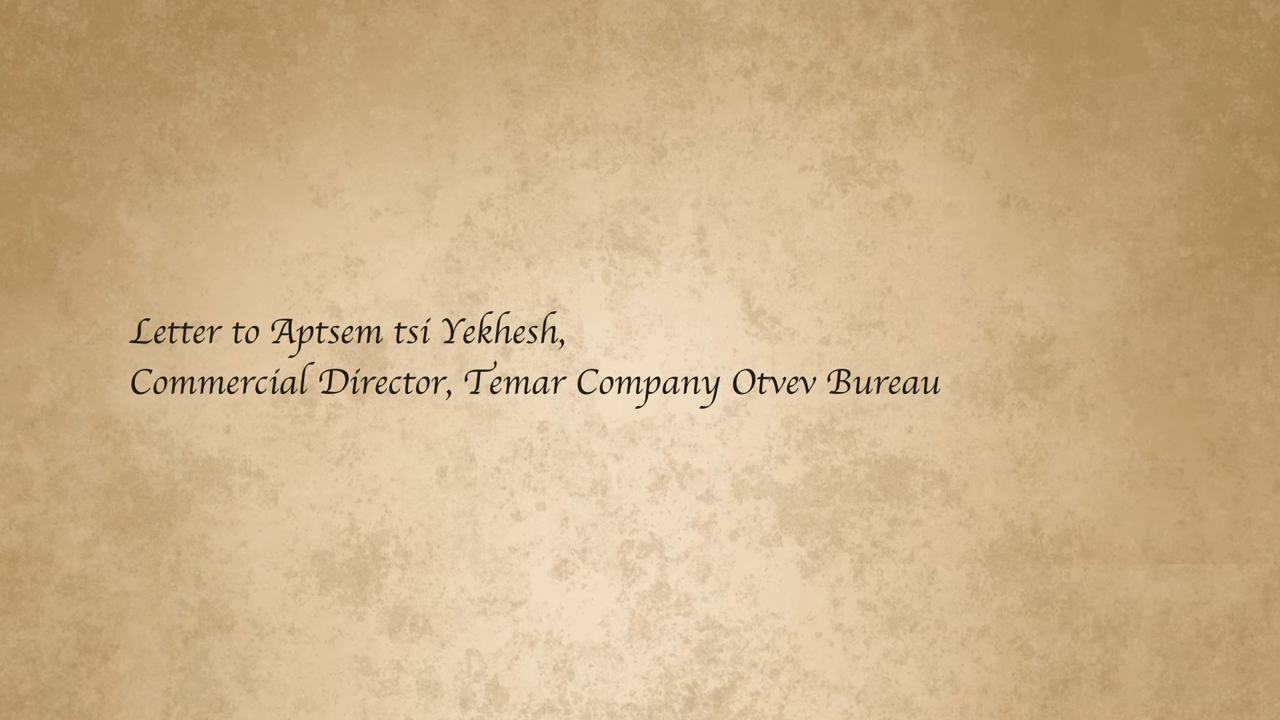 Letter to Aptsem tsi Yekhesh,
Commercial Director, Temar Company Otvev Bureau